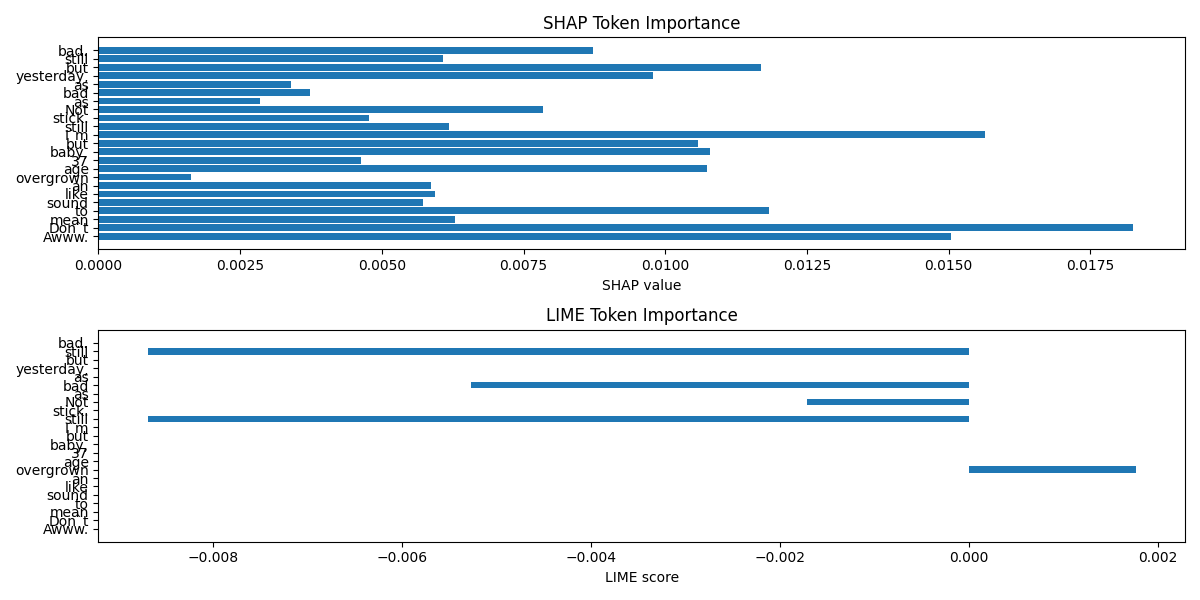 SHAP Token Importance
bad.
still
but
yesterday.
as
bad
as
Not
stick.
still
I'm
but
baby.
37
age
overgrown
an
like
sound
to
mean
Don't
Awww.
0.0000 0.0025 0.0050 0.0075 0.0100 0.0125 0.0150 0.0175
SHAP value
LIME Token Importance
bad.
still
but
yesterday.
as
bad
as
Not
stick.
still
I'm
but
baby.
37
age
overgrown
an
like
sound
to
mean
Don't
Awww.
−0.008 −0.006 −0.004 −0.002 0.000 0.002
LIME score